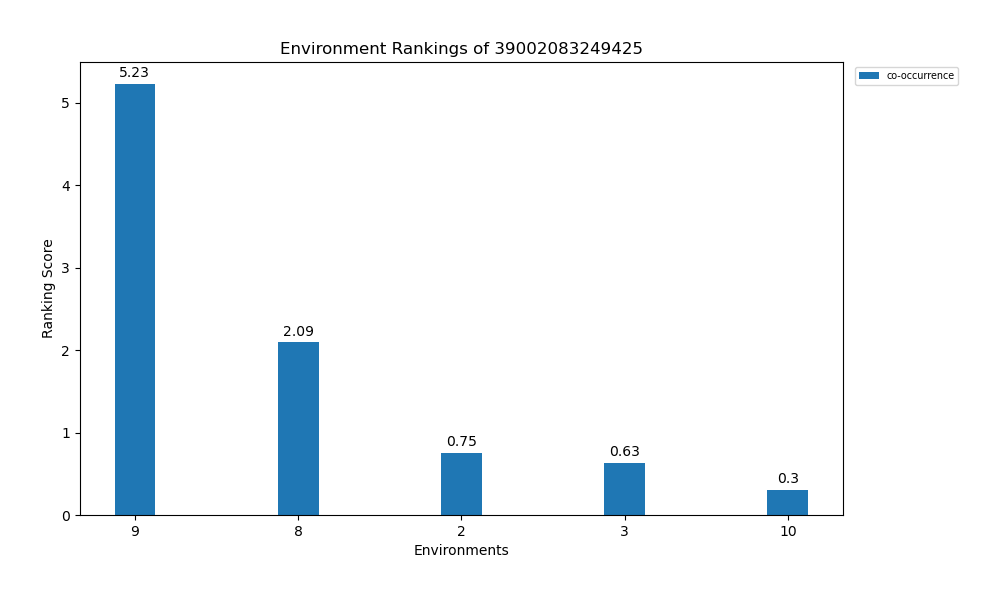 Environment Rankings of 39002083249425
co-occurrence
Ranking Score
5
4
3
2
1
0
5.23
2.09
0.75
0.63
0.3
9 8 2 3 10
Environments